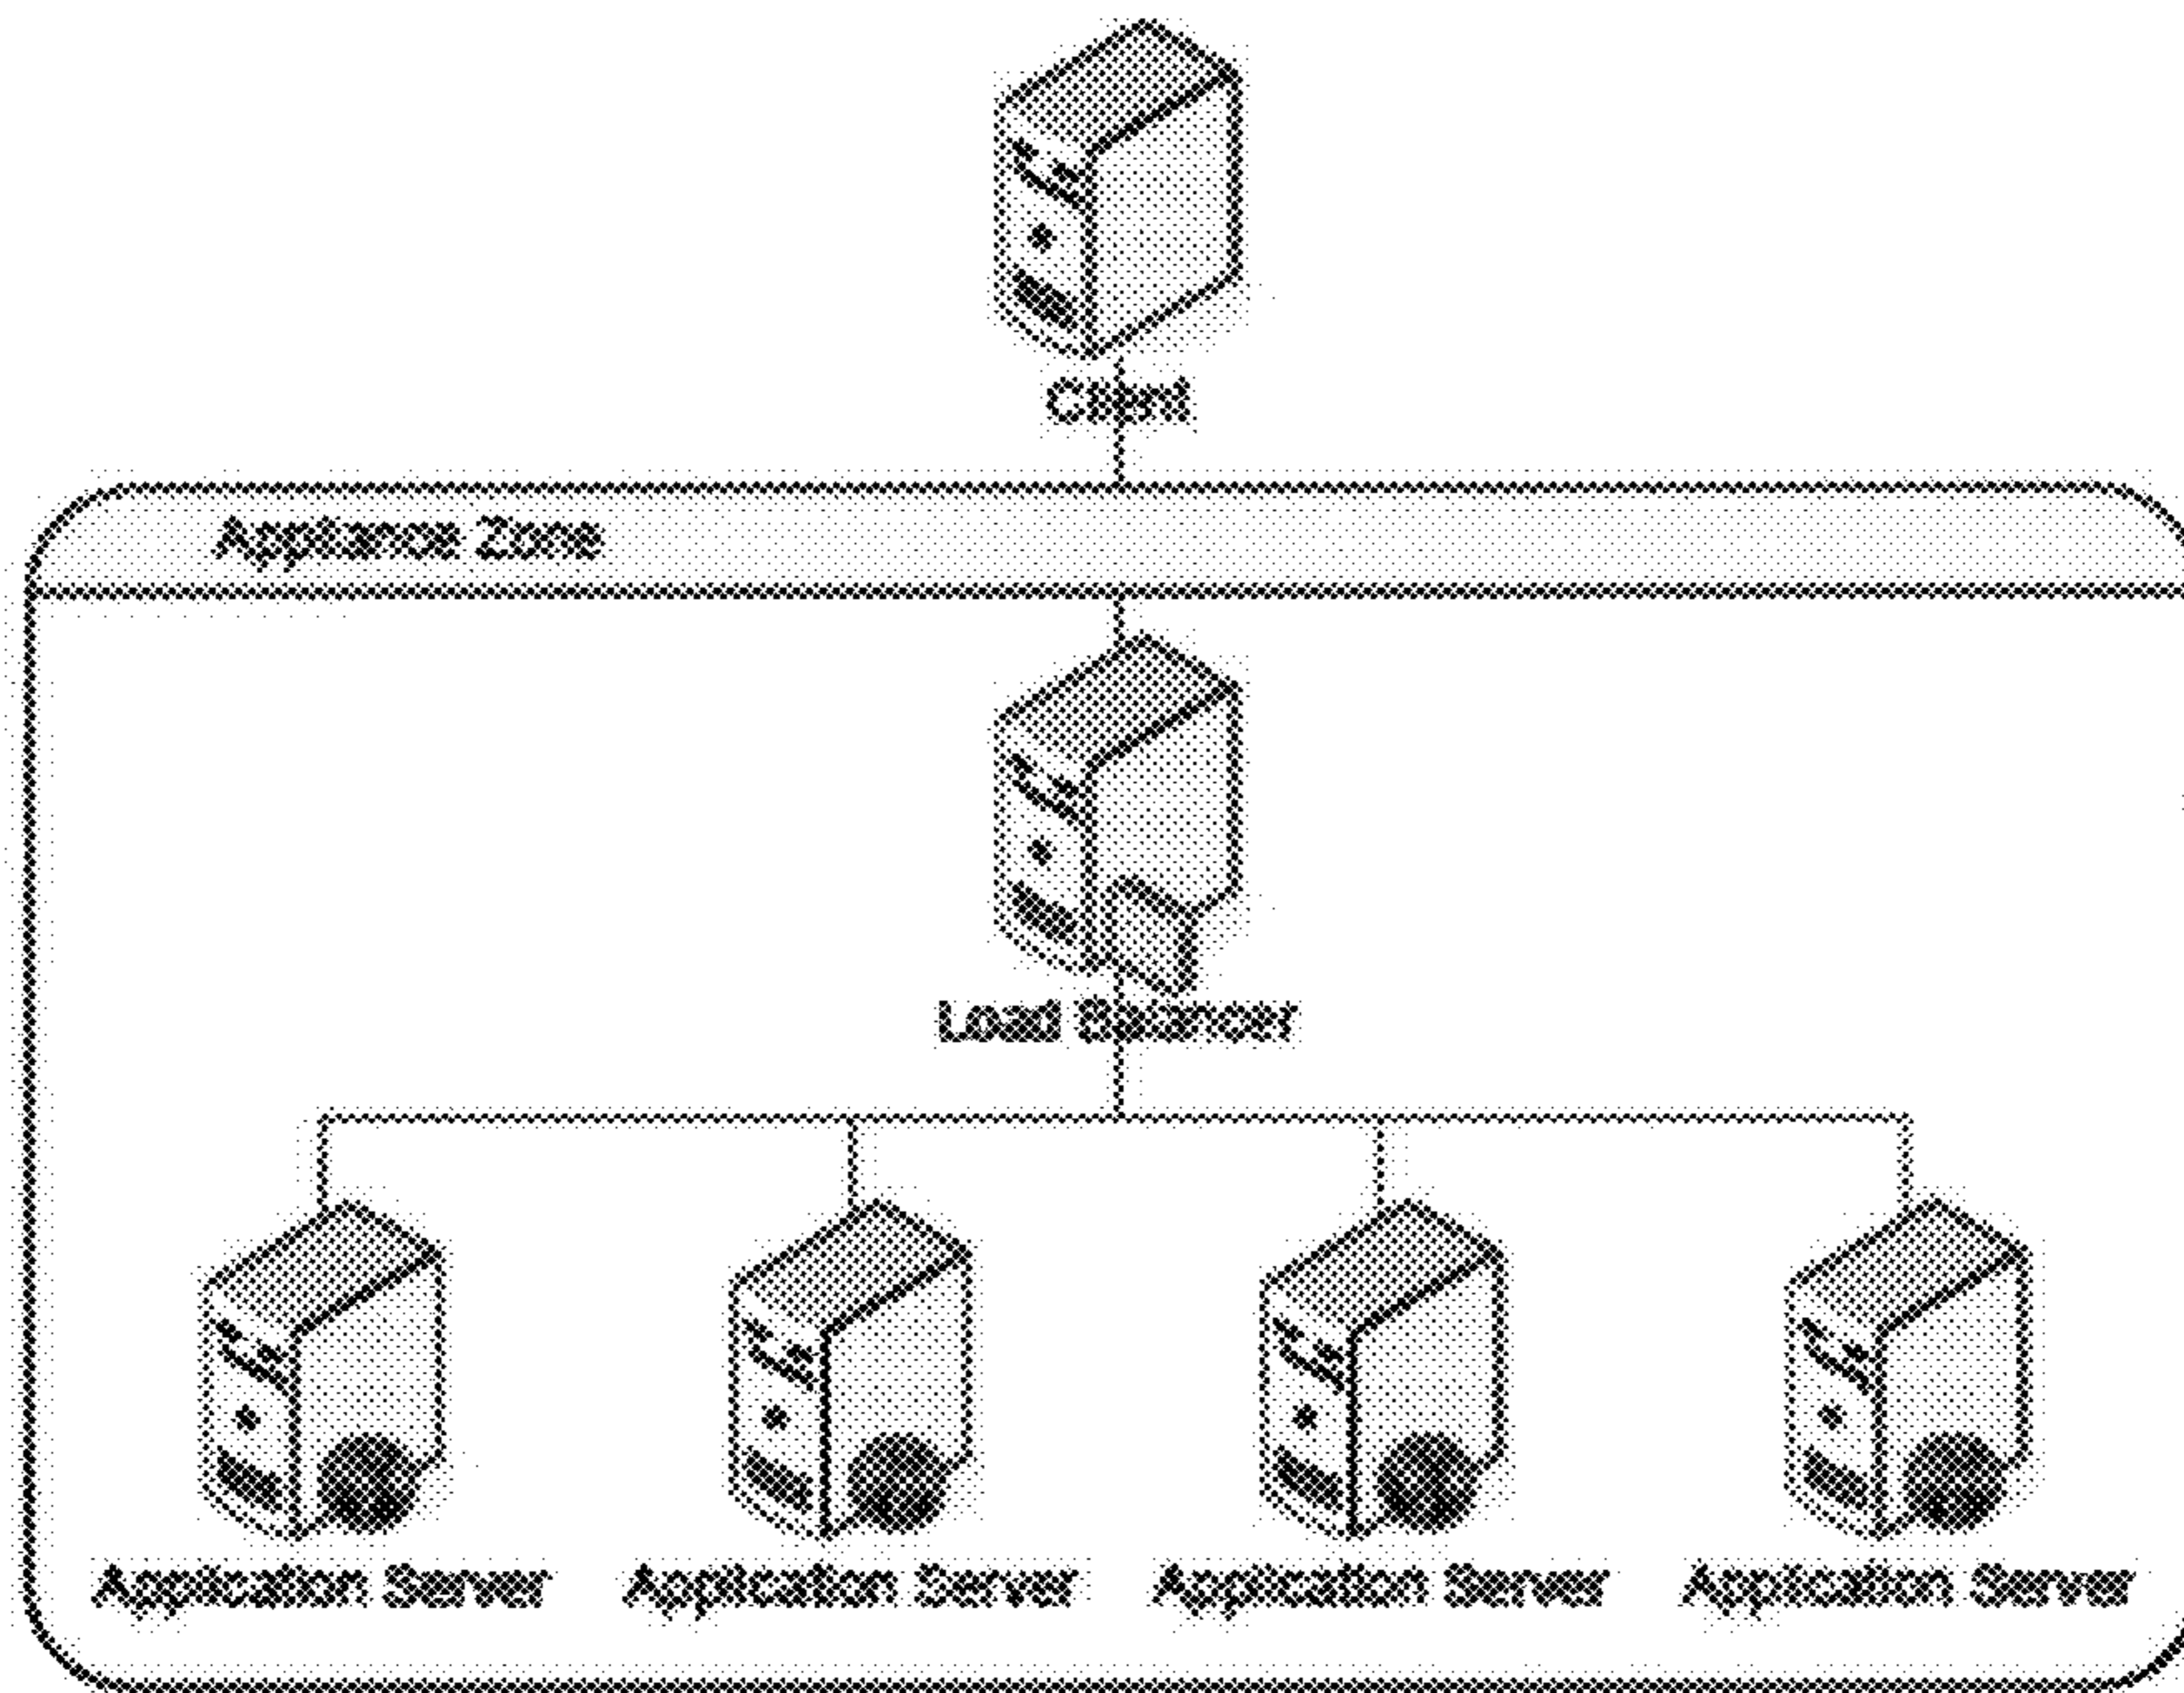 Client
Appliance Zone
Load Balancer
Application Server Application Server Application Server Application Server